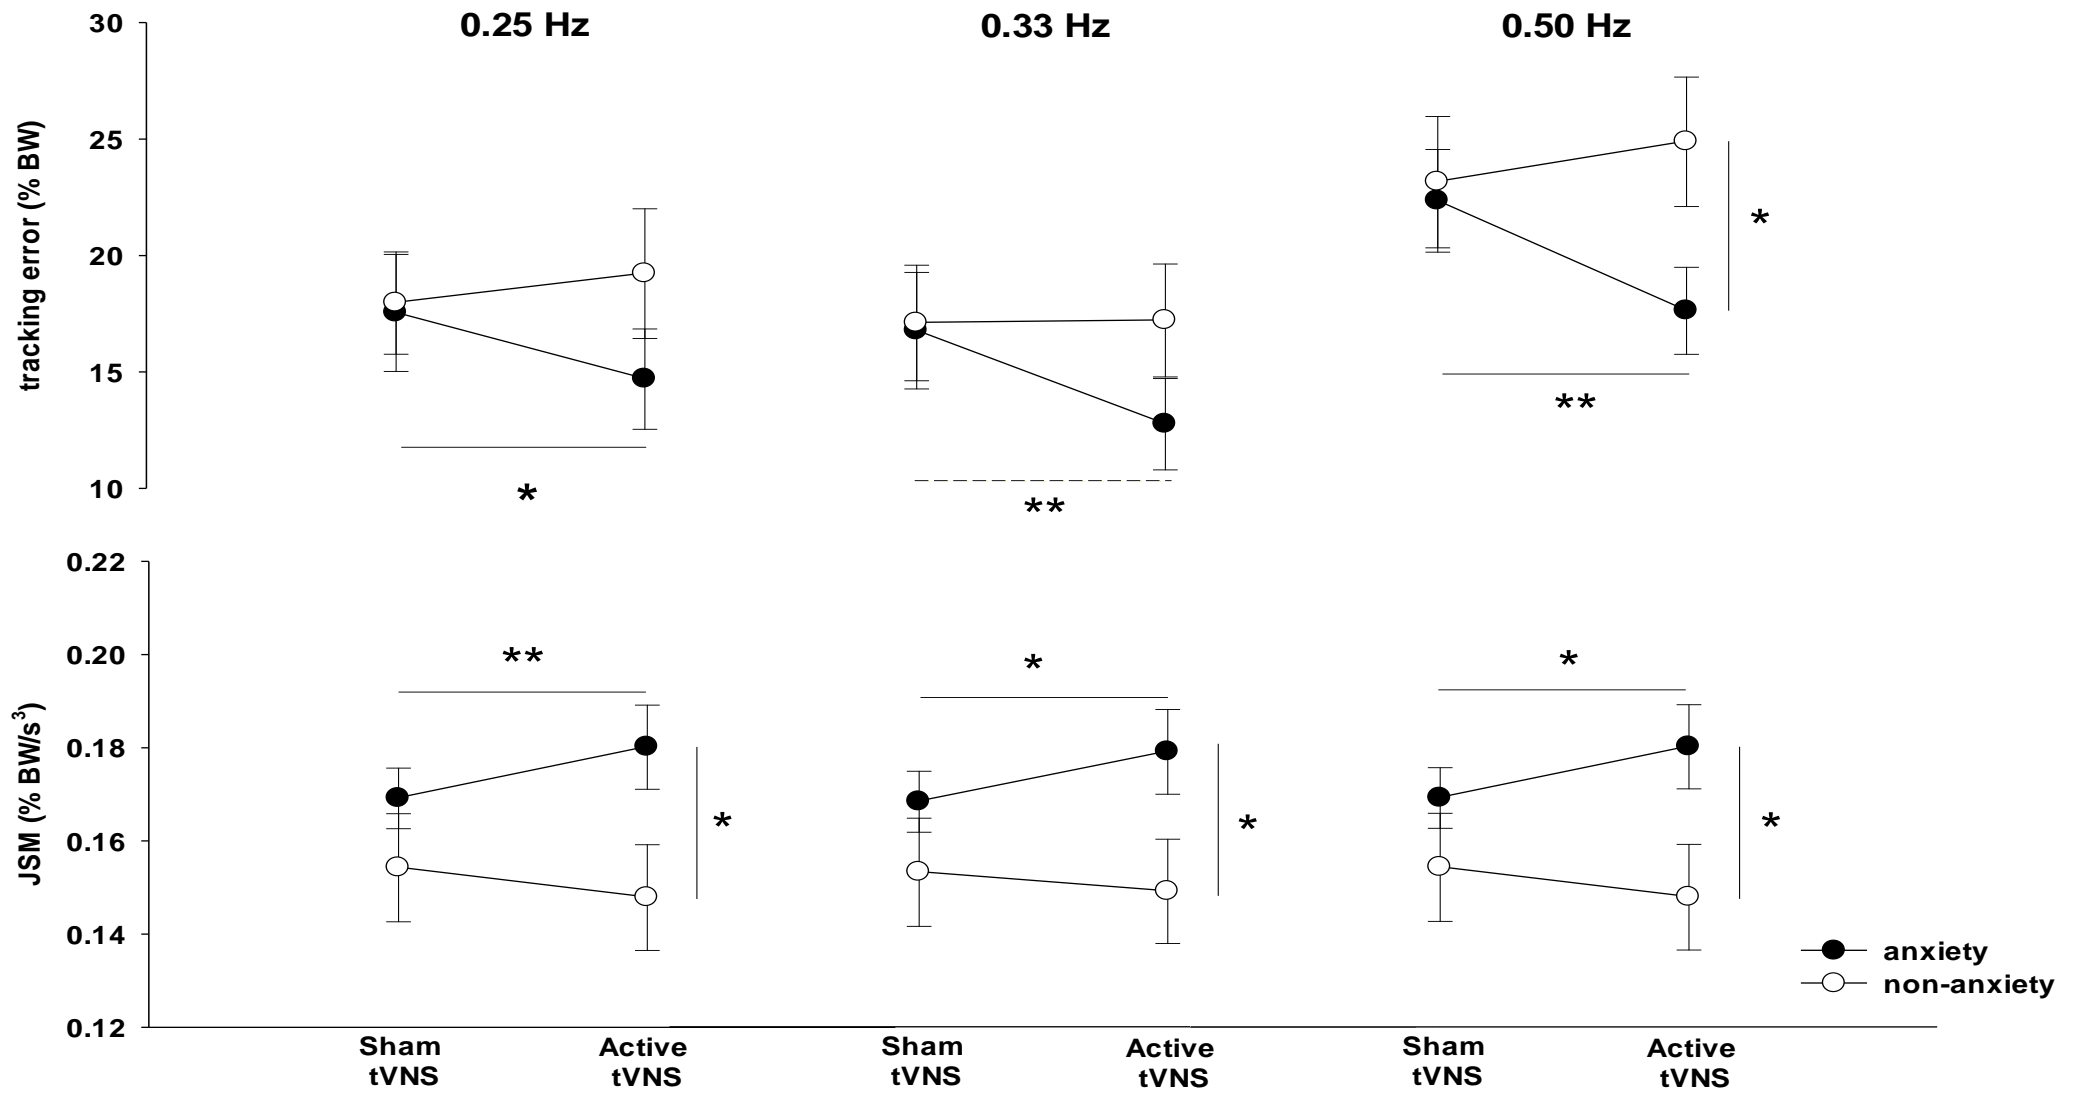 0.25 Hz
0.33 Hz
0.50 Hz
tracking error (% BW)
30
25
20
15
10
*
**
**
*
JSM (% BW/s³)
0.22
0.20
0.18
0.16
0.14
0.12
**
*
*
*
*
*
anxiety
non-anxiety
Sham
tVNS
Active
tVNS
Sham
tVNS
Active
tVNS
Sham
tVNS
Active
tVNS